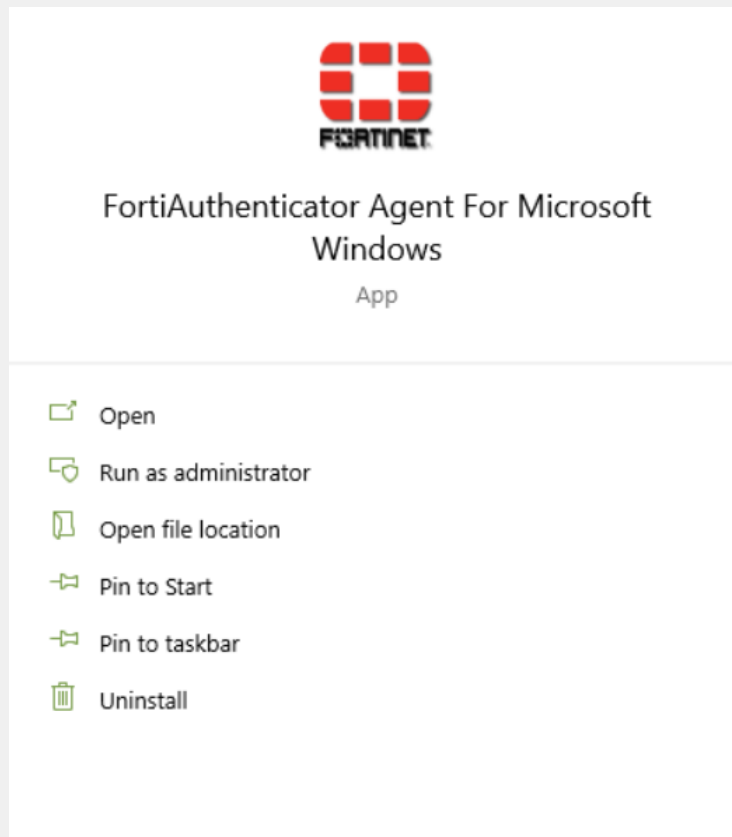 FORTINET
FortiAuthenticator Agent For Microsoft
Windows
App
Open
Run as administrator
Open file location
Pin to Start
Pin to taskbar
Uninstall